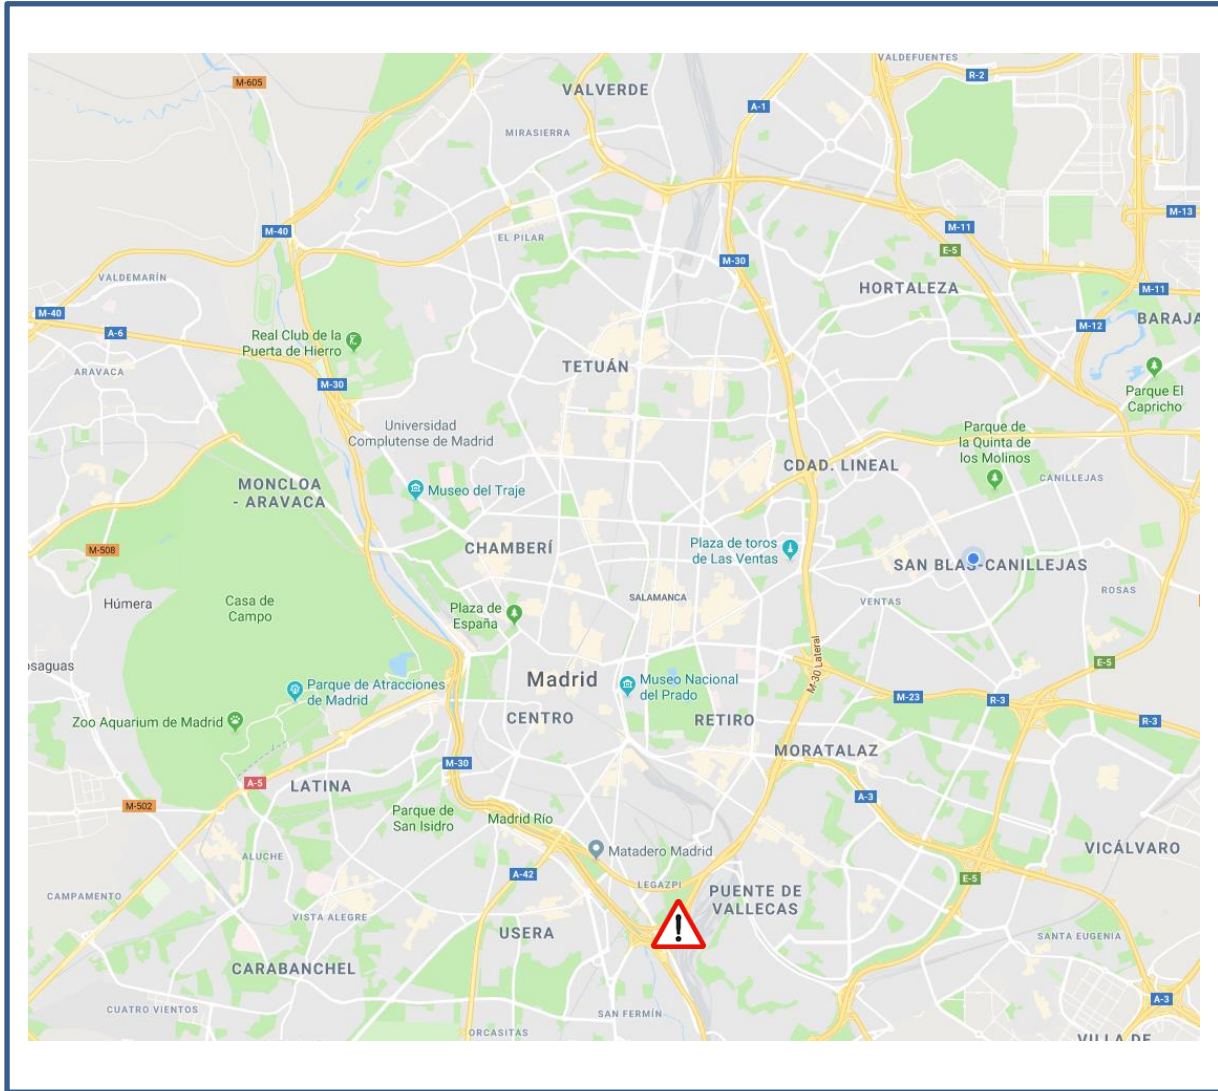 VALDEFUENTES
M-605
R-2
VALVERDE
A-1
MIRASIERRA
M-13
M-40
M-11
EL PILAR
E-5
M-30
VALDEMARÍN
HORTALEZA
M-11
M-40
BARAJA
A-6
M-12
Real Club de la
Puerta de Hierro
TETUÁN
ARAVACA
M-30
Parque El
Capricho
Universidad
Complutense de Madrid
Parque de
la Quinta de
los Molinos
CDAD. LINEAL
CANILLEJAS
MONCLOA
- ARAVACA
Museo del Traje
M-508
CHAMBERÍ
Plaza de toros
de Las Ventas
SAN BLAS-CANILLEJAS
ROSAS
Húmera
Casa de
Campo
SALAMANCA
VENTAS
Plaza de
España
M-30 Lateral
osaguas
E-5
Madrid
Museo Nacional
del Prado
Parque de Atracciones
de Madrid
M-23
R-3
Zoo Aquarium de Madrid
CENTRO
RETIRO
R-3
MORATALAZ
M-30
A-5
LATINA
A-3
M-502
Parque de
San Isidro
Madrid Río
Matadero Madrid
VICÁLVARO
ALUCHE
A-42
LEGAZPI
E-5
CAMPAMENTO
PUENTE DE
VALLECAS
VISTA ALEGRE
!
USERA
SANTA EUGENIA
CARABANCHEL
A-3
CUATRO VIENTOS
SAN FERMÍN
ORCASITAS
VILLA DE